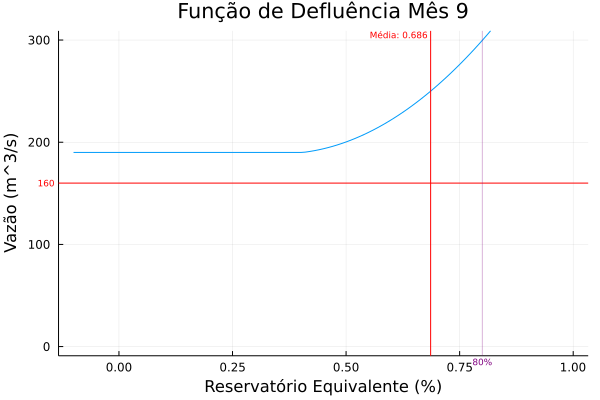 Função de Defluência Mês 9
Média: 0.686
300
200
160
100
0
Vazão (m^3/s)
0.00
0.25
0.50
0.75
80%
1.00
Reservatório Equivalente (%)